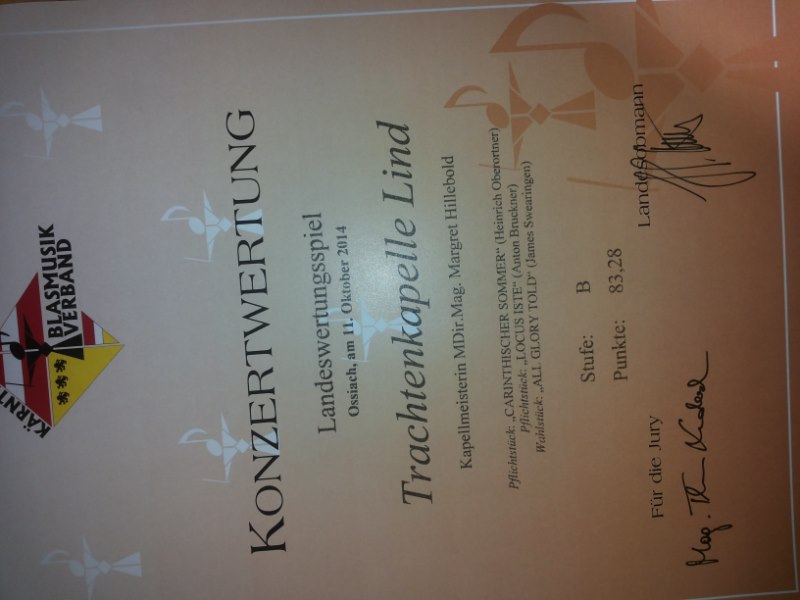 KÄRNT
BLASMUSIK
VERBAND
KONZERTWERTUNG
Landeswertungsspiel
Ossiach, am 11. Oktober 2014
Trachtenkapelle Lind
Kapellmeisterin MDir.Mag. Margret Hillebold
Pflichtstück: „CARINTHISCHER SOMMER“ (Heinrich Oberortner)
Pflichtstück: „LOCUS ISTE“ (Anton Bruckner)
Wahlstück: „ALL GLORY TOLD“ (James Swearingen)
Stufe: B
Punkte: 83,28
Für die Jury
Landesobmann
Mag.